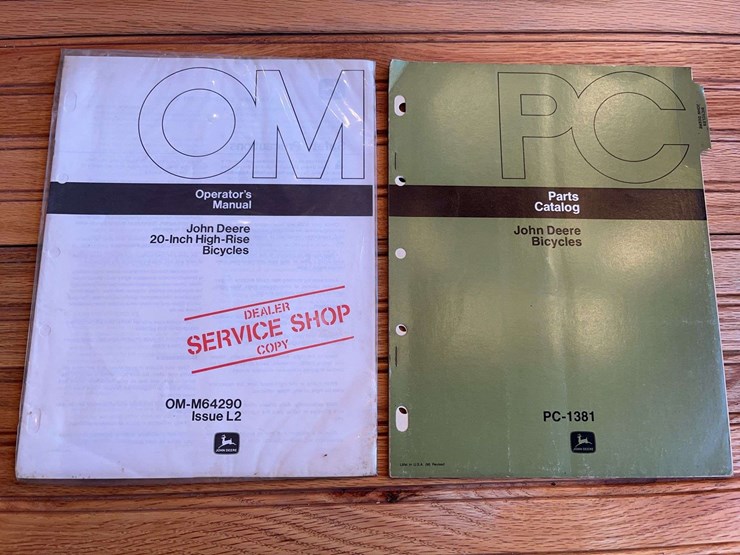 OM
Operator's
Manual
John Deere
20-Inch High-Rise
Bicycles
DEALER
SERVICE SHOP
COPY
OM-M64290
Issue L2
JOHN DEERE
PC
Parts
Catalog
John Deere
Bicycles
PC-1381
JOHN DEERE